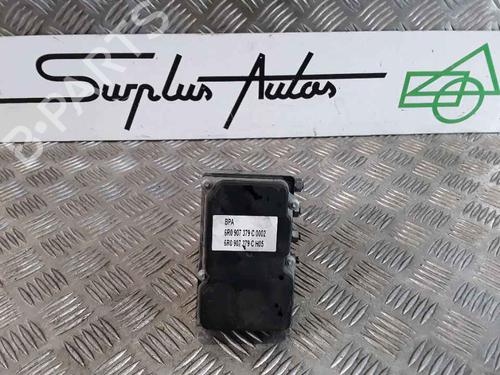 B-PARTS
Surplus Autos
BPA
6R0 907 379 C 0002
6R0 907 379 C H05